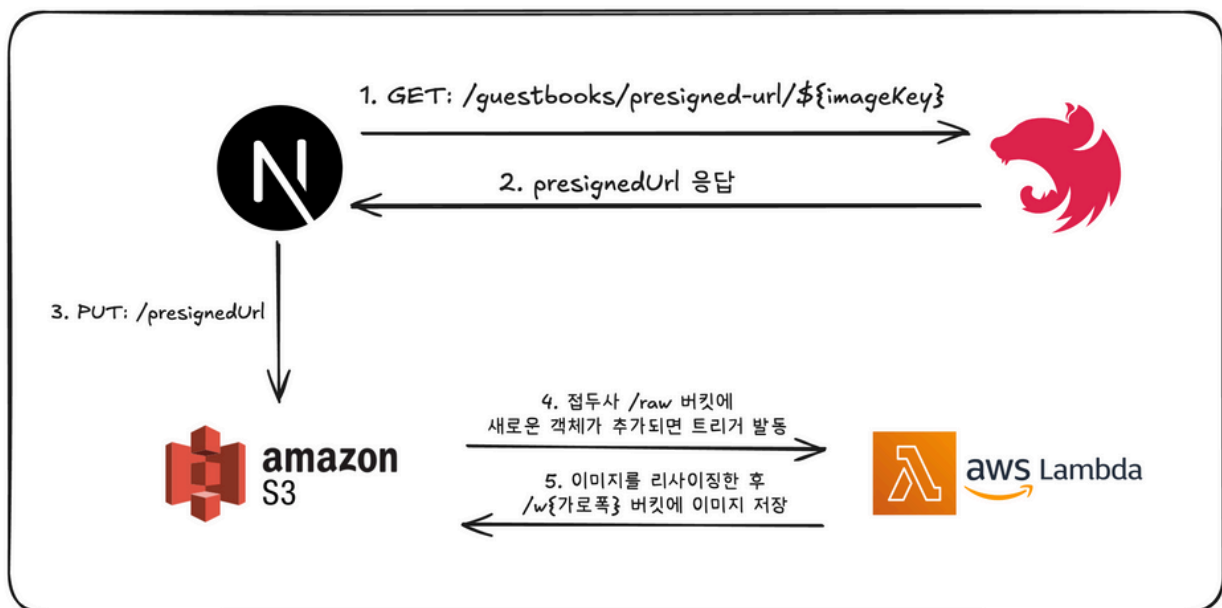 1. GET: /guestbooks/presigned-url/${imageKey}
2. presignedUrl 응답
3. PUT: /presignedUrl
4. 접두사 /raw 버킷에
새로운 객체가 추가되면 트리거 발동
amazon
S3
5. 이미지를 리사이징한 후
/w{가로폭} 버킷에 이미지 저장
aws Lambda